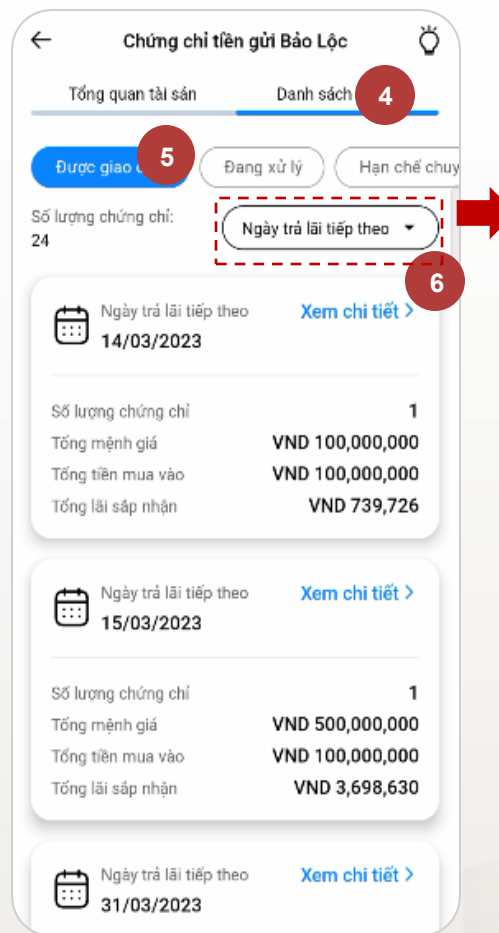 Chứng chỉ tiền gửi Bảo Lộc
Tổng quan tài sản Danh sách 4
Được giao 5 Đang xử lý Hạn chế chuy
Số lượng chứng chỉ:
24
Ngày trả lãi tiếp theo
6
Ngày trả lãi tiếp theo Xem chi tiết >
14/03/2023
Số lượng chứng chỉ 1
Tổng mệnh giá VND 100,000,000
Tổng tiền mua vào VND 100,000,000
Tổng lãi sắp nhận VND 739,726
Ngày trả lãi tiếp theo Xem chi tiết >
15/03/2023
Số lượng chứng chỉ 1
Tổng mệnh giá VND 500,000,000
Tổng tiền mua vào VND 100,000,000
Tổng lãi sắp nhận VND 3,698,630
Ngày trả lãi tiếp theo Xem chi tiết >
31/03/2023